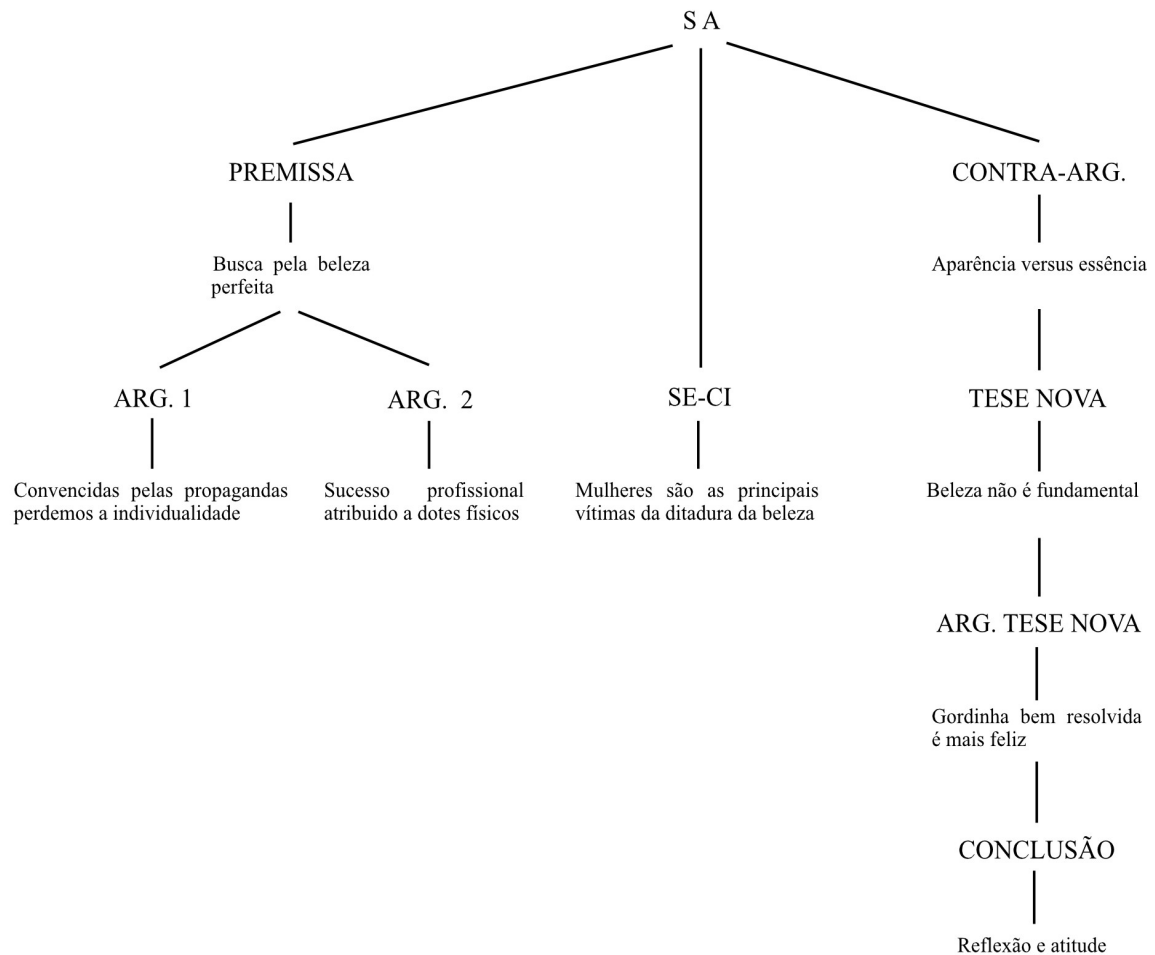 S A
PREMISSA
CONTRA-ARG.
Busca pela beleza
perfeita
Aparência versus essência
ARG. 1
ARG. 2
SE-CI
TESE NOVA
Convencidas pelas propagandas
perdemos a individualidade
Sucesso profissional
atribuido a dotes físicos
Mulheres são as principais
vítimas da ditadura da beleza
Beleza não é fundamental
ARG. TESE NOVA
Gordinha bem resolvida
é mais feliz
CONCLUSÃO
Reflexão e atitude